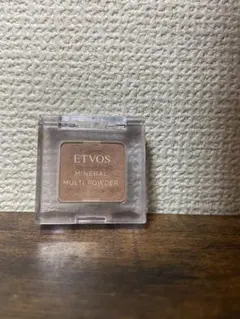 ETVOS
MINERAL
MULTI POWDER